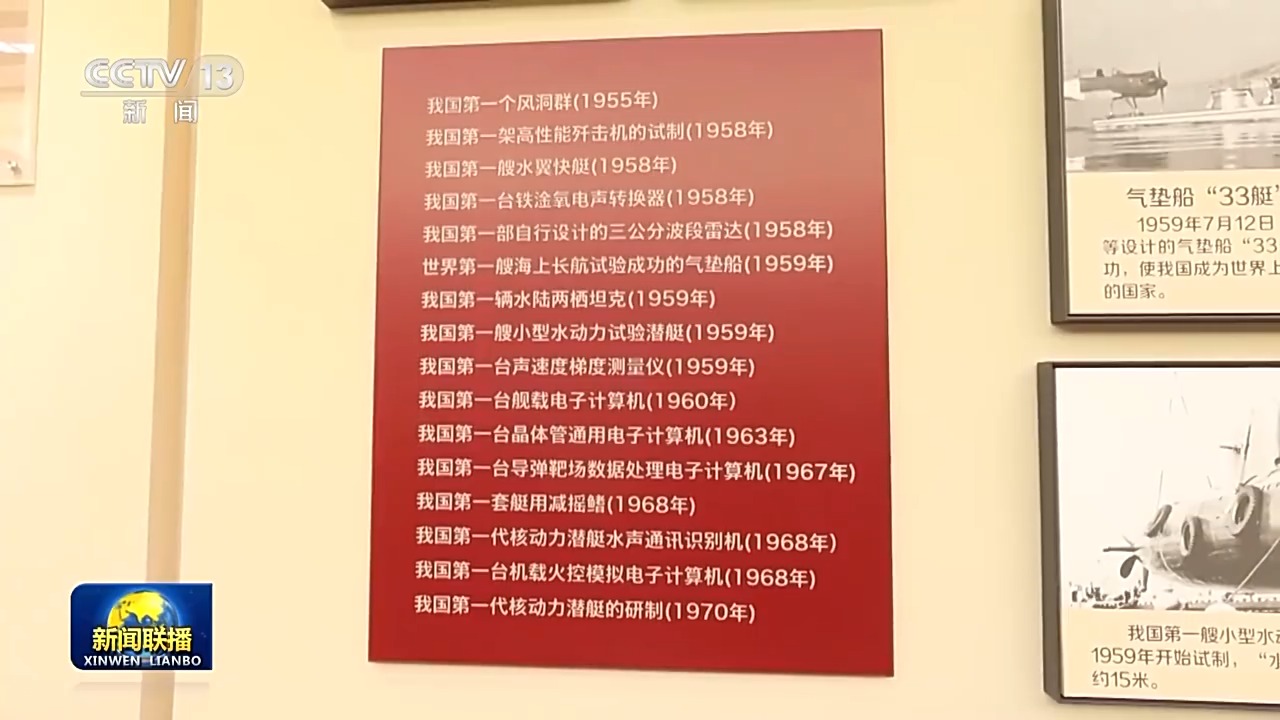 CCTV 13
新闻
我国第一个风洞群(1955年)
我国第一架高性能歼击机的试制(1958年)
我国第一艘水翼快艇(1958年)
我国第一台铁淦氧电声转换器(1958年)
我国第一部自行设计的三公分波段雷达(1958年)
世界第一艘海上长航试验成功的气垫船(1959年)
我国第一辆水陆两栖坦克(1959年)
我国第一艘小型水动力试验潜艇(1959年)
我国第一台声速度梯度测量仪(1959年)
我国第一台舰载电子计算机(1960年)
我国第一台晶体管通用电子计算机(1963年)
我国第一台导弹靶场数据处理电子计算机(1967年)
我国第一套艇用减摇鳍(1968年)
我国第一代核动力潜艇水声通讯识别机(1968年)
我国第一台机载火控模拟电子计算机(1968年)
我国第一代核动力潜艇的研制(1970年)
气垫船“33艇”
1959年7月12日
等设计的气垫船“33
功，使我国成为世界上
的国家。
我国第一艘小型水动
1959年开始试制，“水
约15米。
新闻联播
XINWEN LIANBO